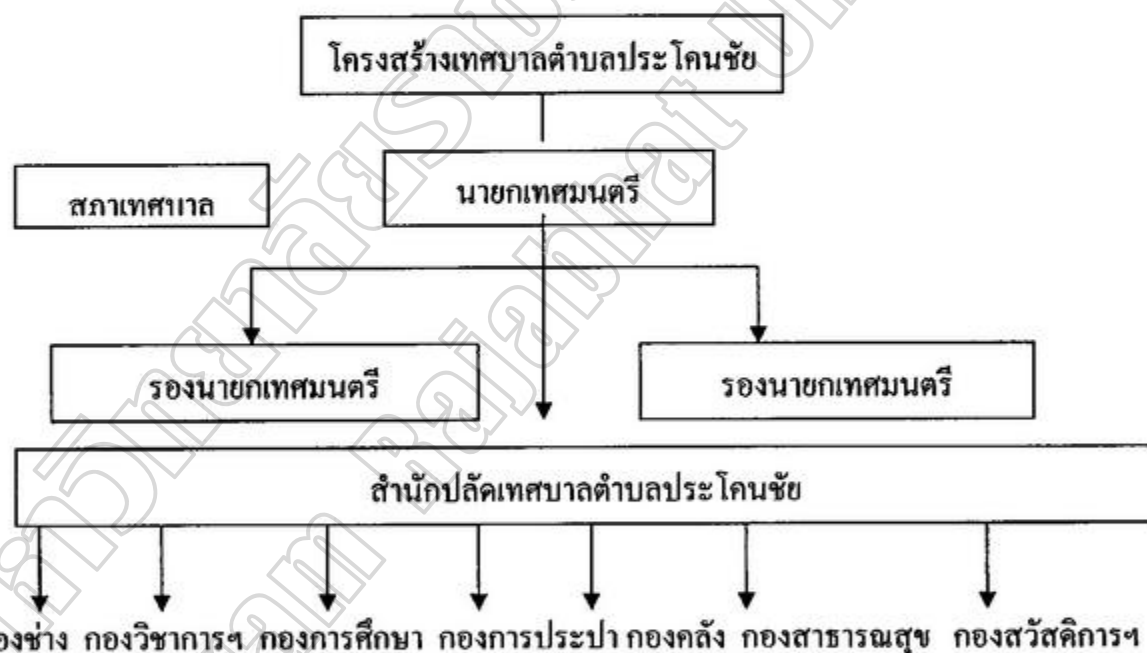 โครงสร้างเทศบาลตำบลประโคนชัย
สภาเทศบาล
นายกเทศมนตรี
รองนายกเทศมนตรี
รองนายกเทศมนตรี
สำนักปลัดเทศบาลตำบลประโคนชัย
องช่าง กองวิชาการฯ กองการศึกษา กองการประปา กองคลัง กองสาธารณสุข กองสวัสดิการฯ